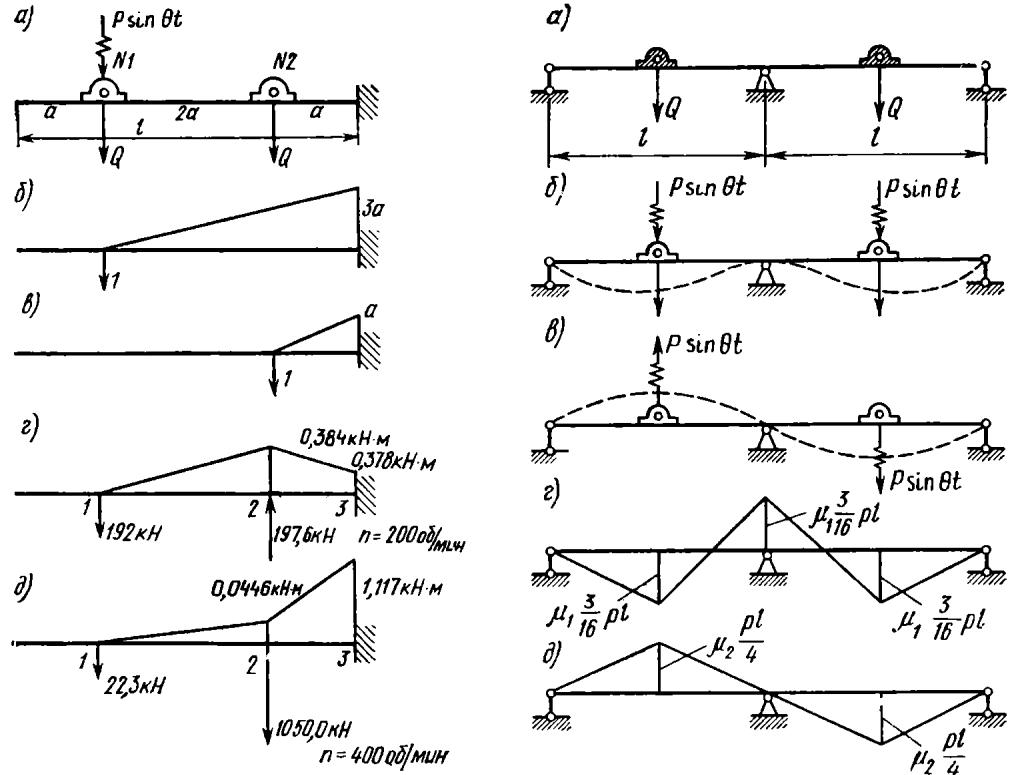 а)
P sin θt
N1
N2
a
2a
a
l
Q
Q
б)
3a
1
в)
a
1
г)
0,384кН·м
0,378кН·м
1
2
3
192кН
197,6кН
n = 200об/мин
д)
0,0446кН·м
1,117кН·м
1
2
3
22,3кН
1050,0кН
n = 400об/мин
а)
Q
Q
l
l
б)
P sin θt
P sin θt
в)
P sin θt
P sin θt
г)
μ₁ 3/16 pl
μ₁ 3/16 pl
μ₁ 3/16 pl
д)
μ₂ pl/4
μ₂ pl/4